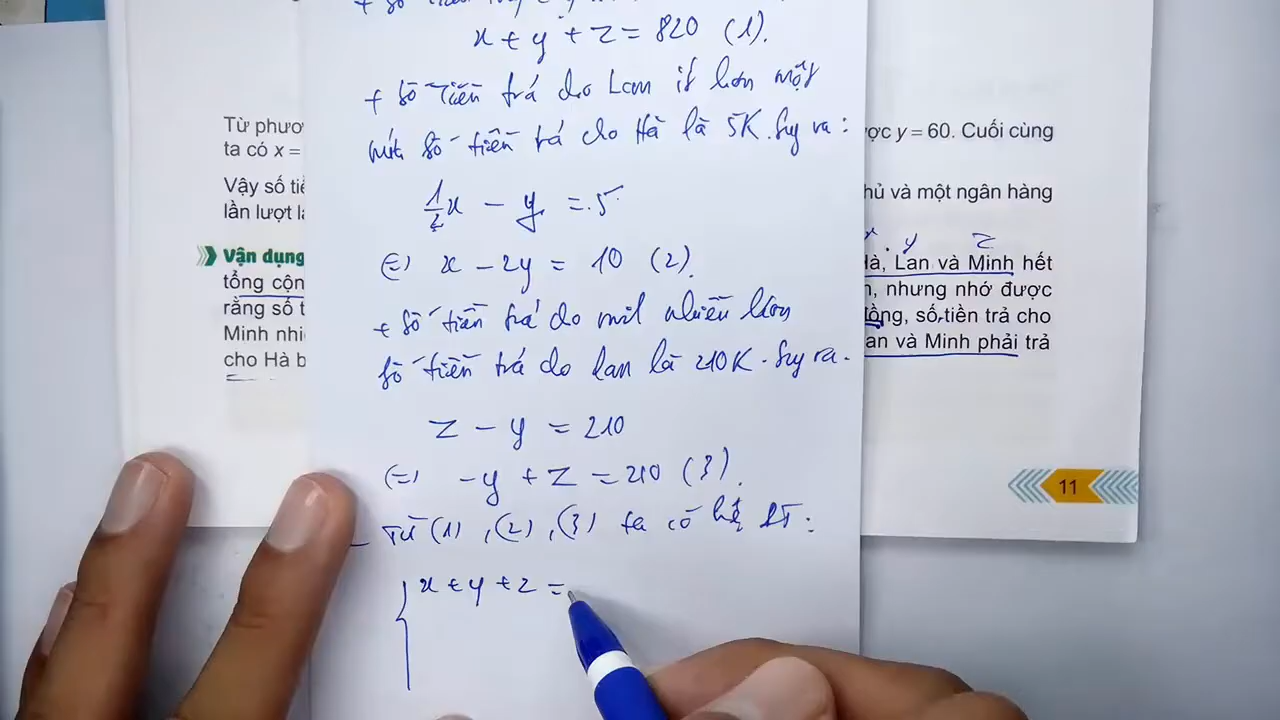 + số tiền
x + y + z = 820 (1).
+ số tiền trả cho Lan ít hơn một
nửa số tiền trả cho Hà là 5K. Suy ra:
1/2x - y = 5
(=) x - 2y = 10 (2).
+ số tiền trả cho nhiều hơn
số tiền trả cho Lan là 210K. Suy ra.
z - y = 210
(=) -y + z = 210 (3).
- Từ (1), (2), (3) ta có hệ PT:
x + y + z =
Từ phươ
ta có x =
Vậy số tiề
lần lượt l
Vận dụng
tổng cộn
rằng số t
Minh nhi
cho Hà b
ợc y = 60. Cuối cùng
hủ và một ngân hàng
x y z
Hà, Lan và Minh hết
n, nhưng nhớ được
đồng, số tiền trả cho
an và Minh phải trả
11